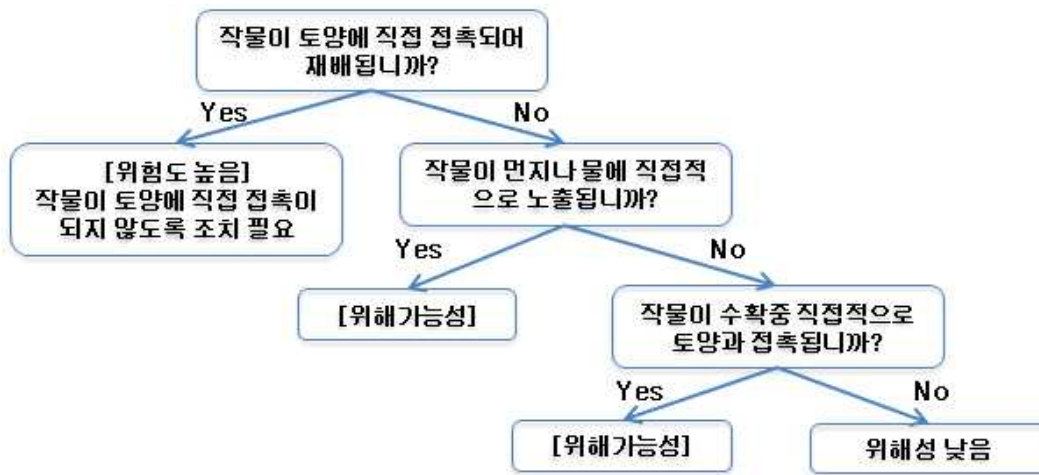 작물이 토양에 직접 접촉되어
재배됩니까?
Yes
No
[위험도 높음]
작물이 토양에 직접 접촉이
되지 않도록 조치 필요
작물이 먼지나 물에 직접적
으로 노출됩니까?
Yes
No
[위해가능성]
작물이 수확중 직접적으로
토양과 접촉됩니까?
Yes
No
[위해가능성]
위해성 낮음